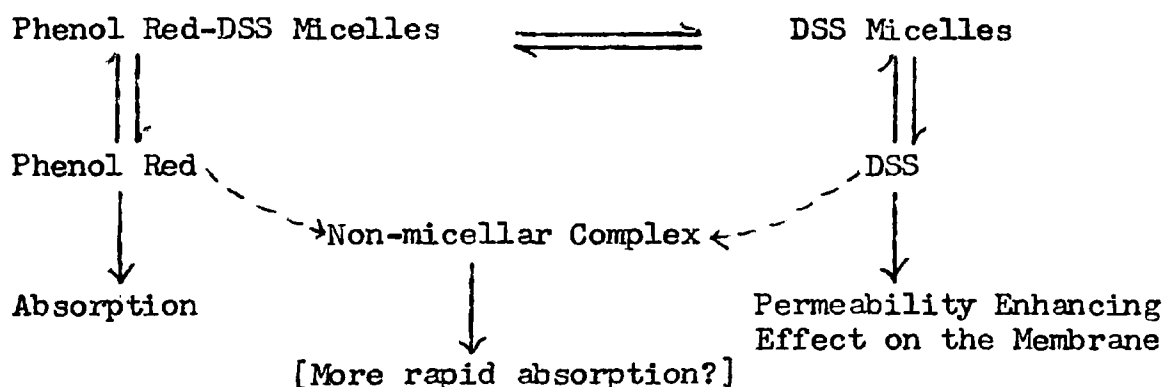 Phenol Red-DSS Micelles DSS Micelles
Phenol Red DSS
Non-micellar Complex
Absorption Permeability Enhancing
Effect on the Membrane
[More rapid absorption?]